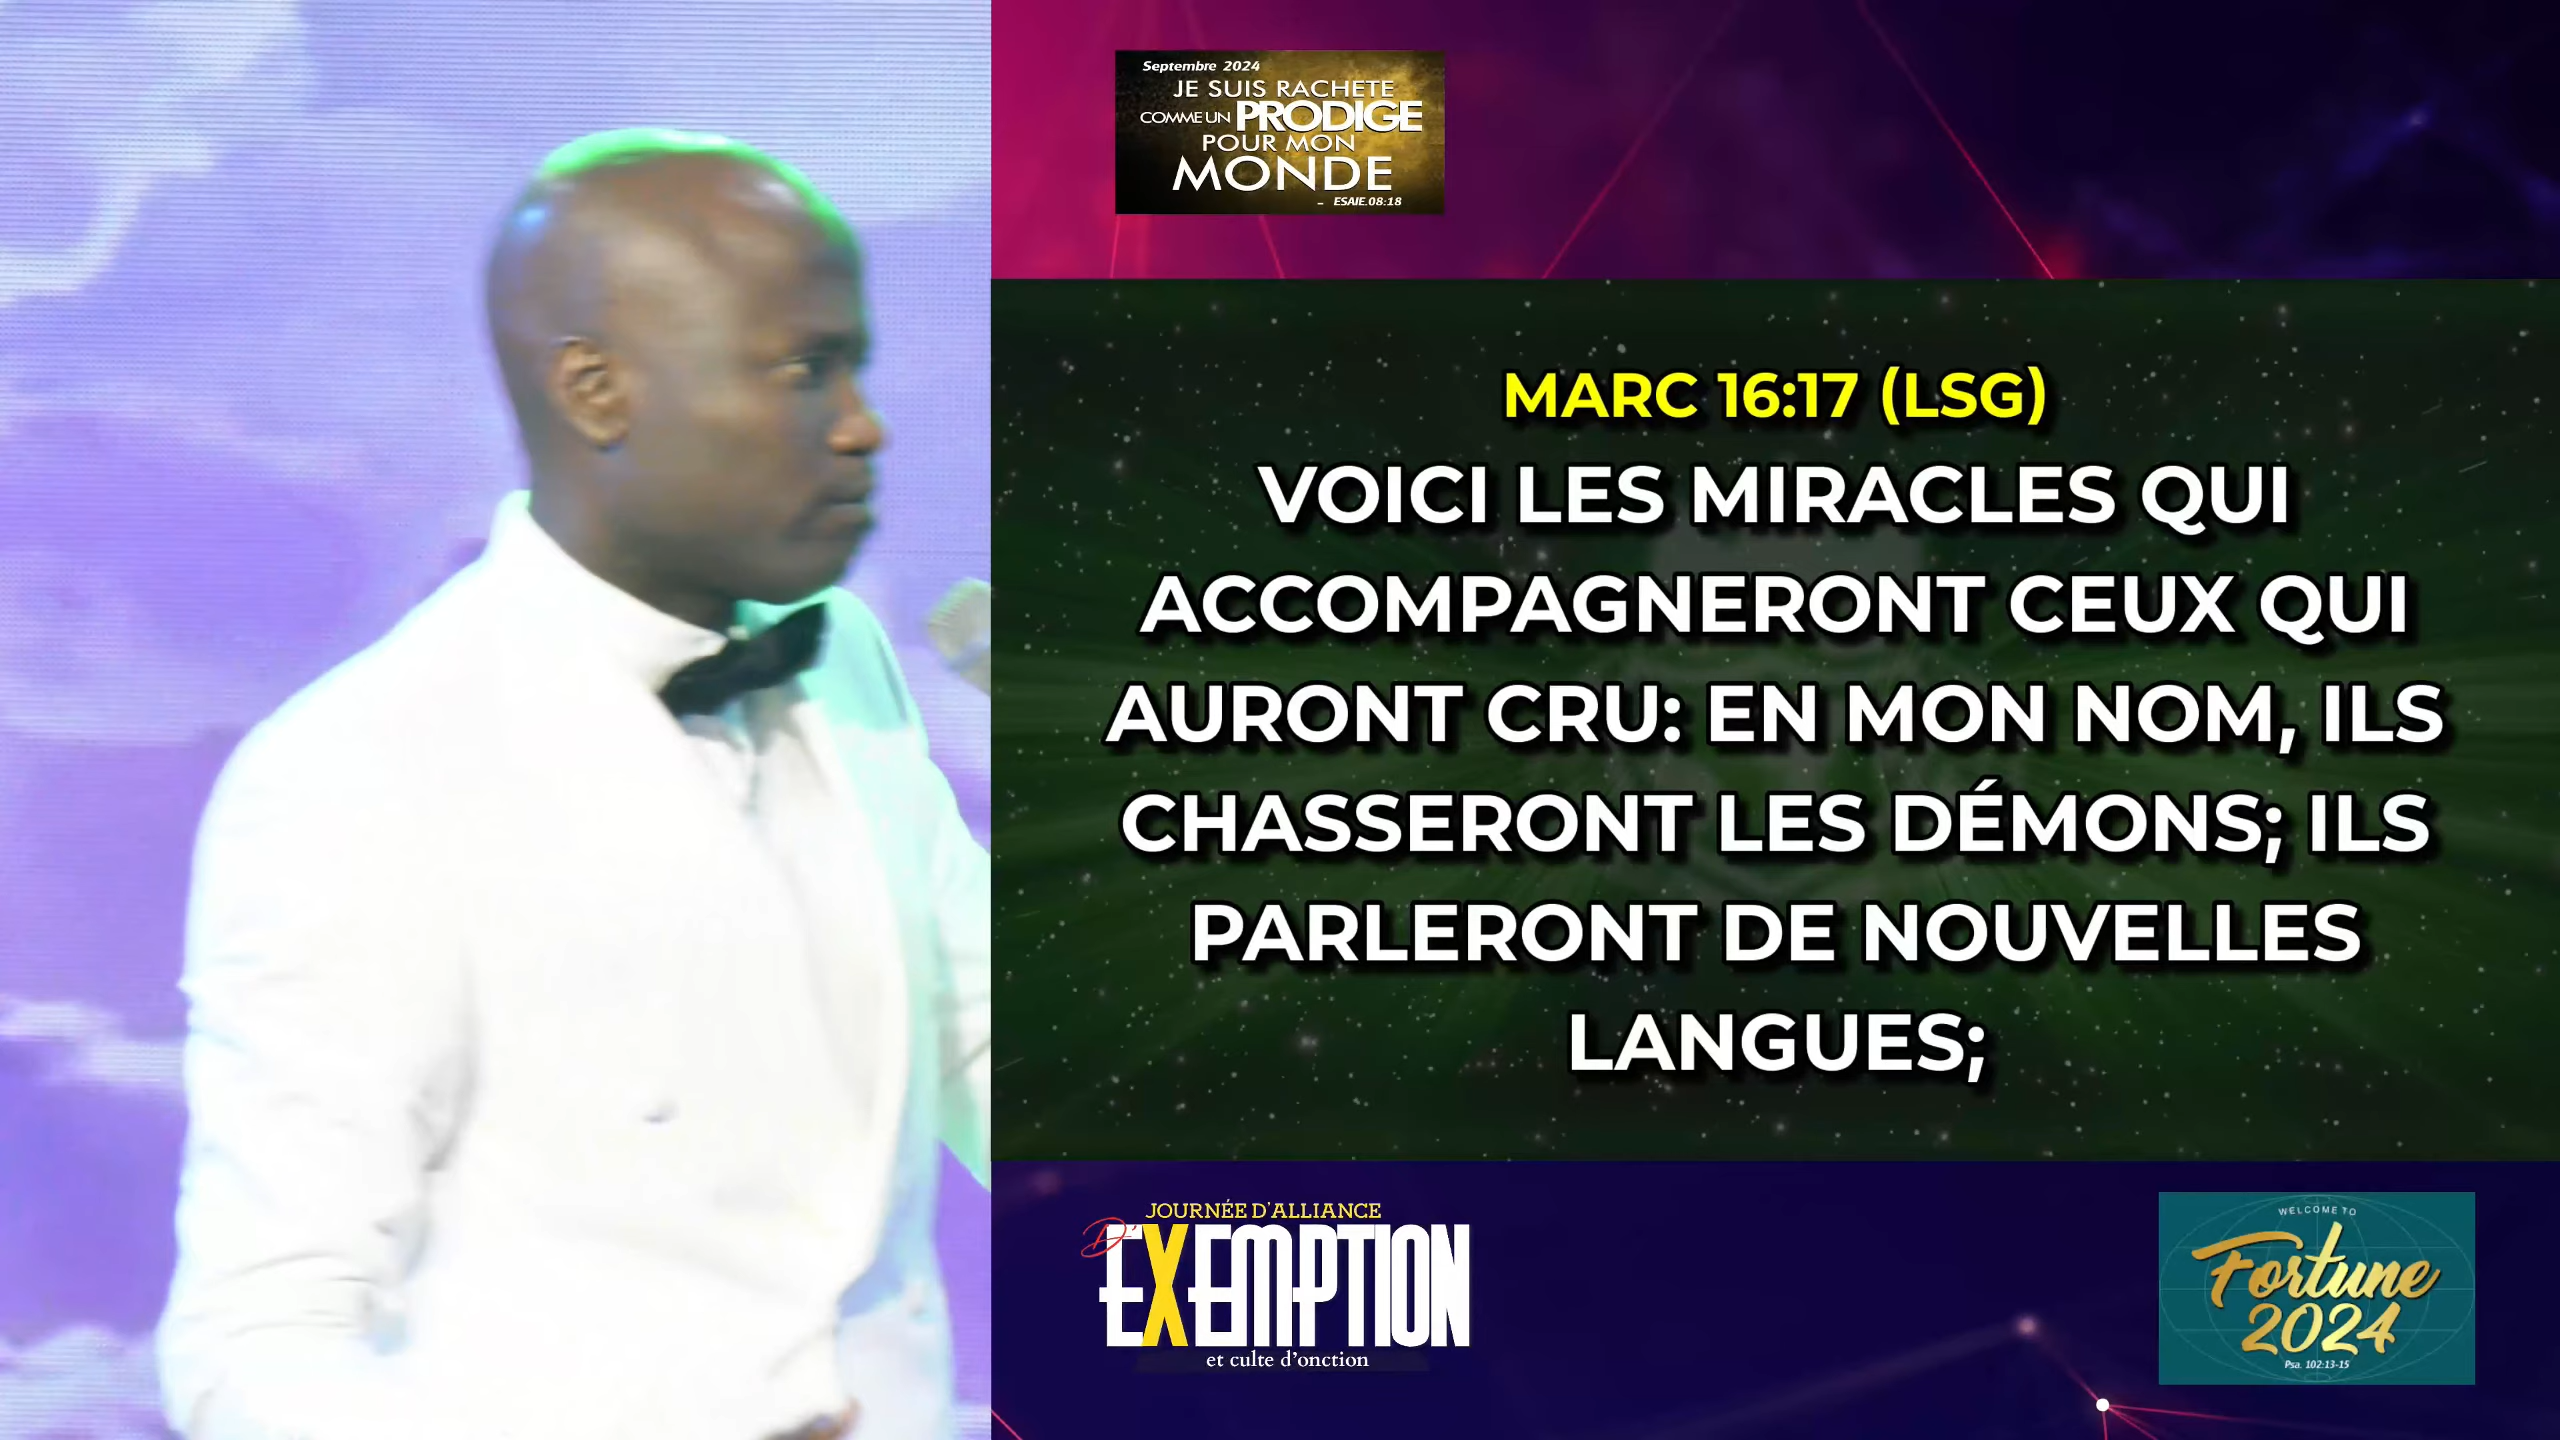 Septembre 2024
JE SUIS RACHETE
COMME UN PRODIGE
POUR MON
MONDE
- ESAIE.08:18
MARC 16:17 (LSG)
VOICI LES MIRACLES QUI
ACCOMPAGNERONT CEUX QUI
AURONT CRU: EN MON NOM, ILS
CHASSERONT LES DÉMONS; ILS
PARLERONT DE NOUVELLES
LANGUES;
JOURNÉE D'ALLIANCE
D'EXEMPTION
et culte d'onction
WELCOME TO
Fortune
2024
Psa. 102:13-15